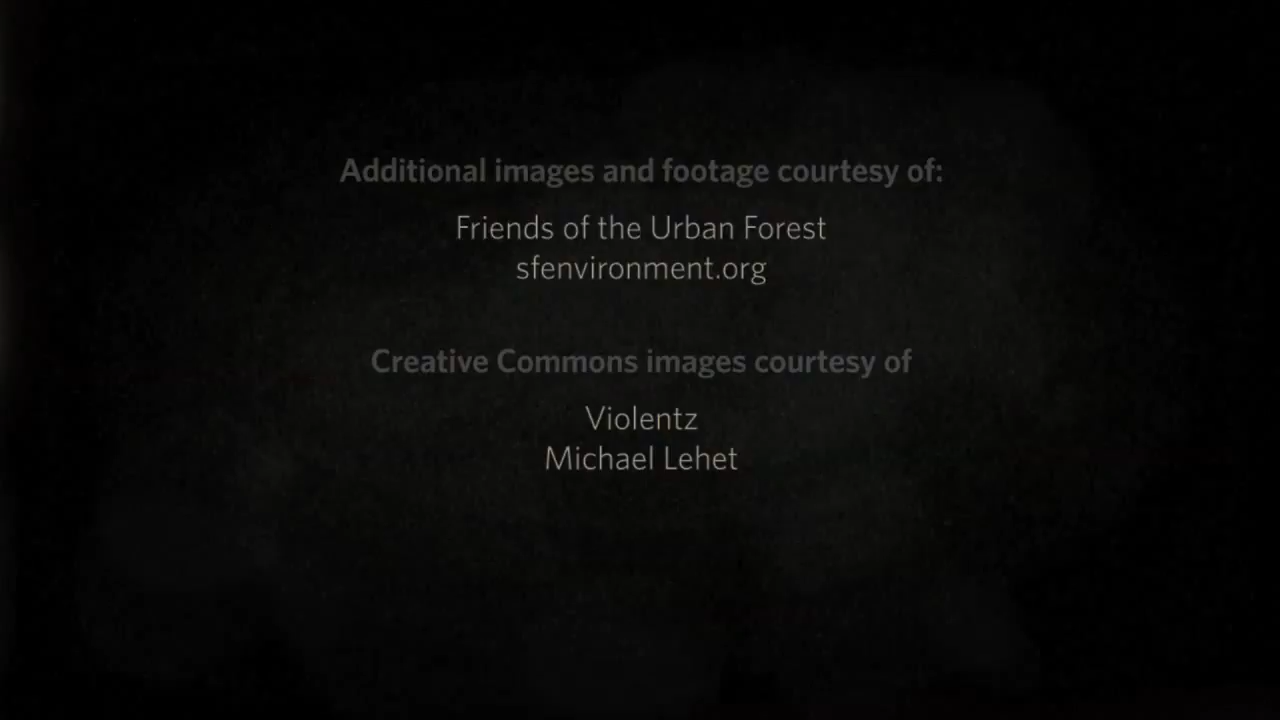 Additional images and footage courtesy of:
Friends of the Urban Forest
sfenvironment.org
Creative Commons images courtesy of
Violentz
Michael Lehet